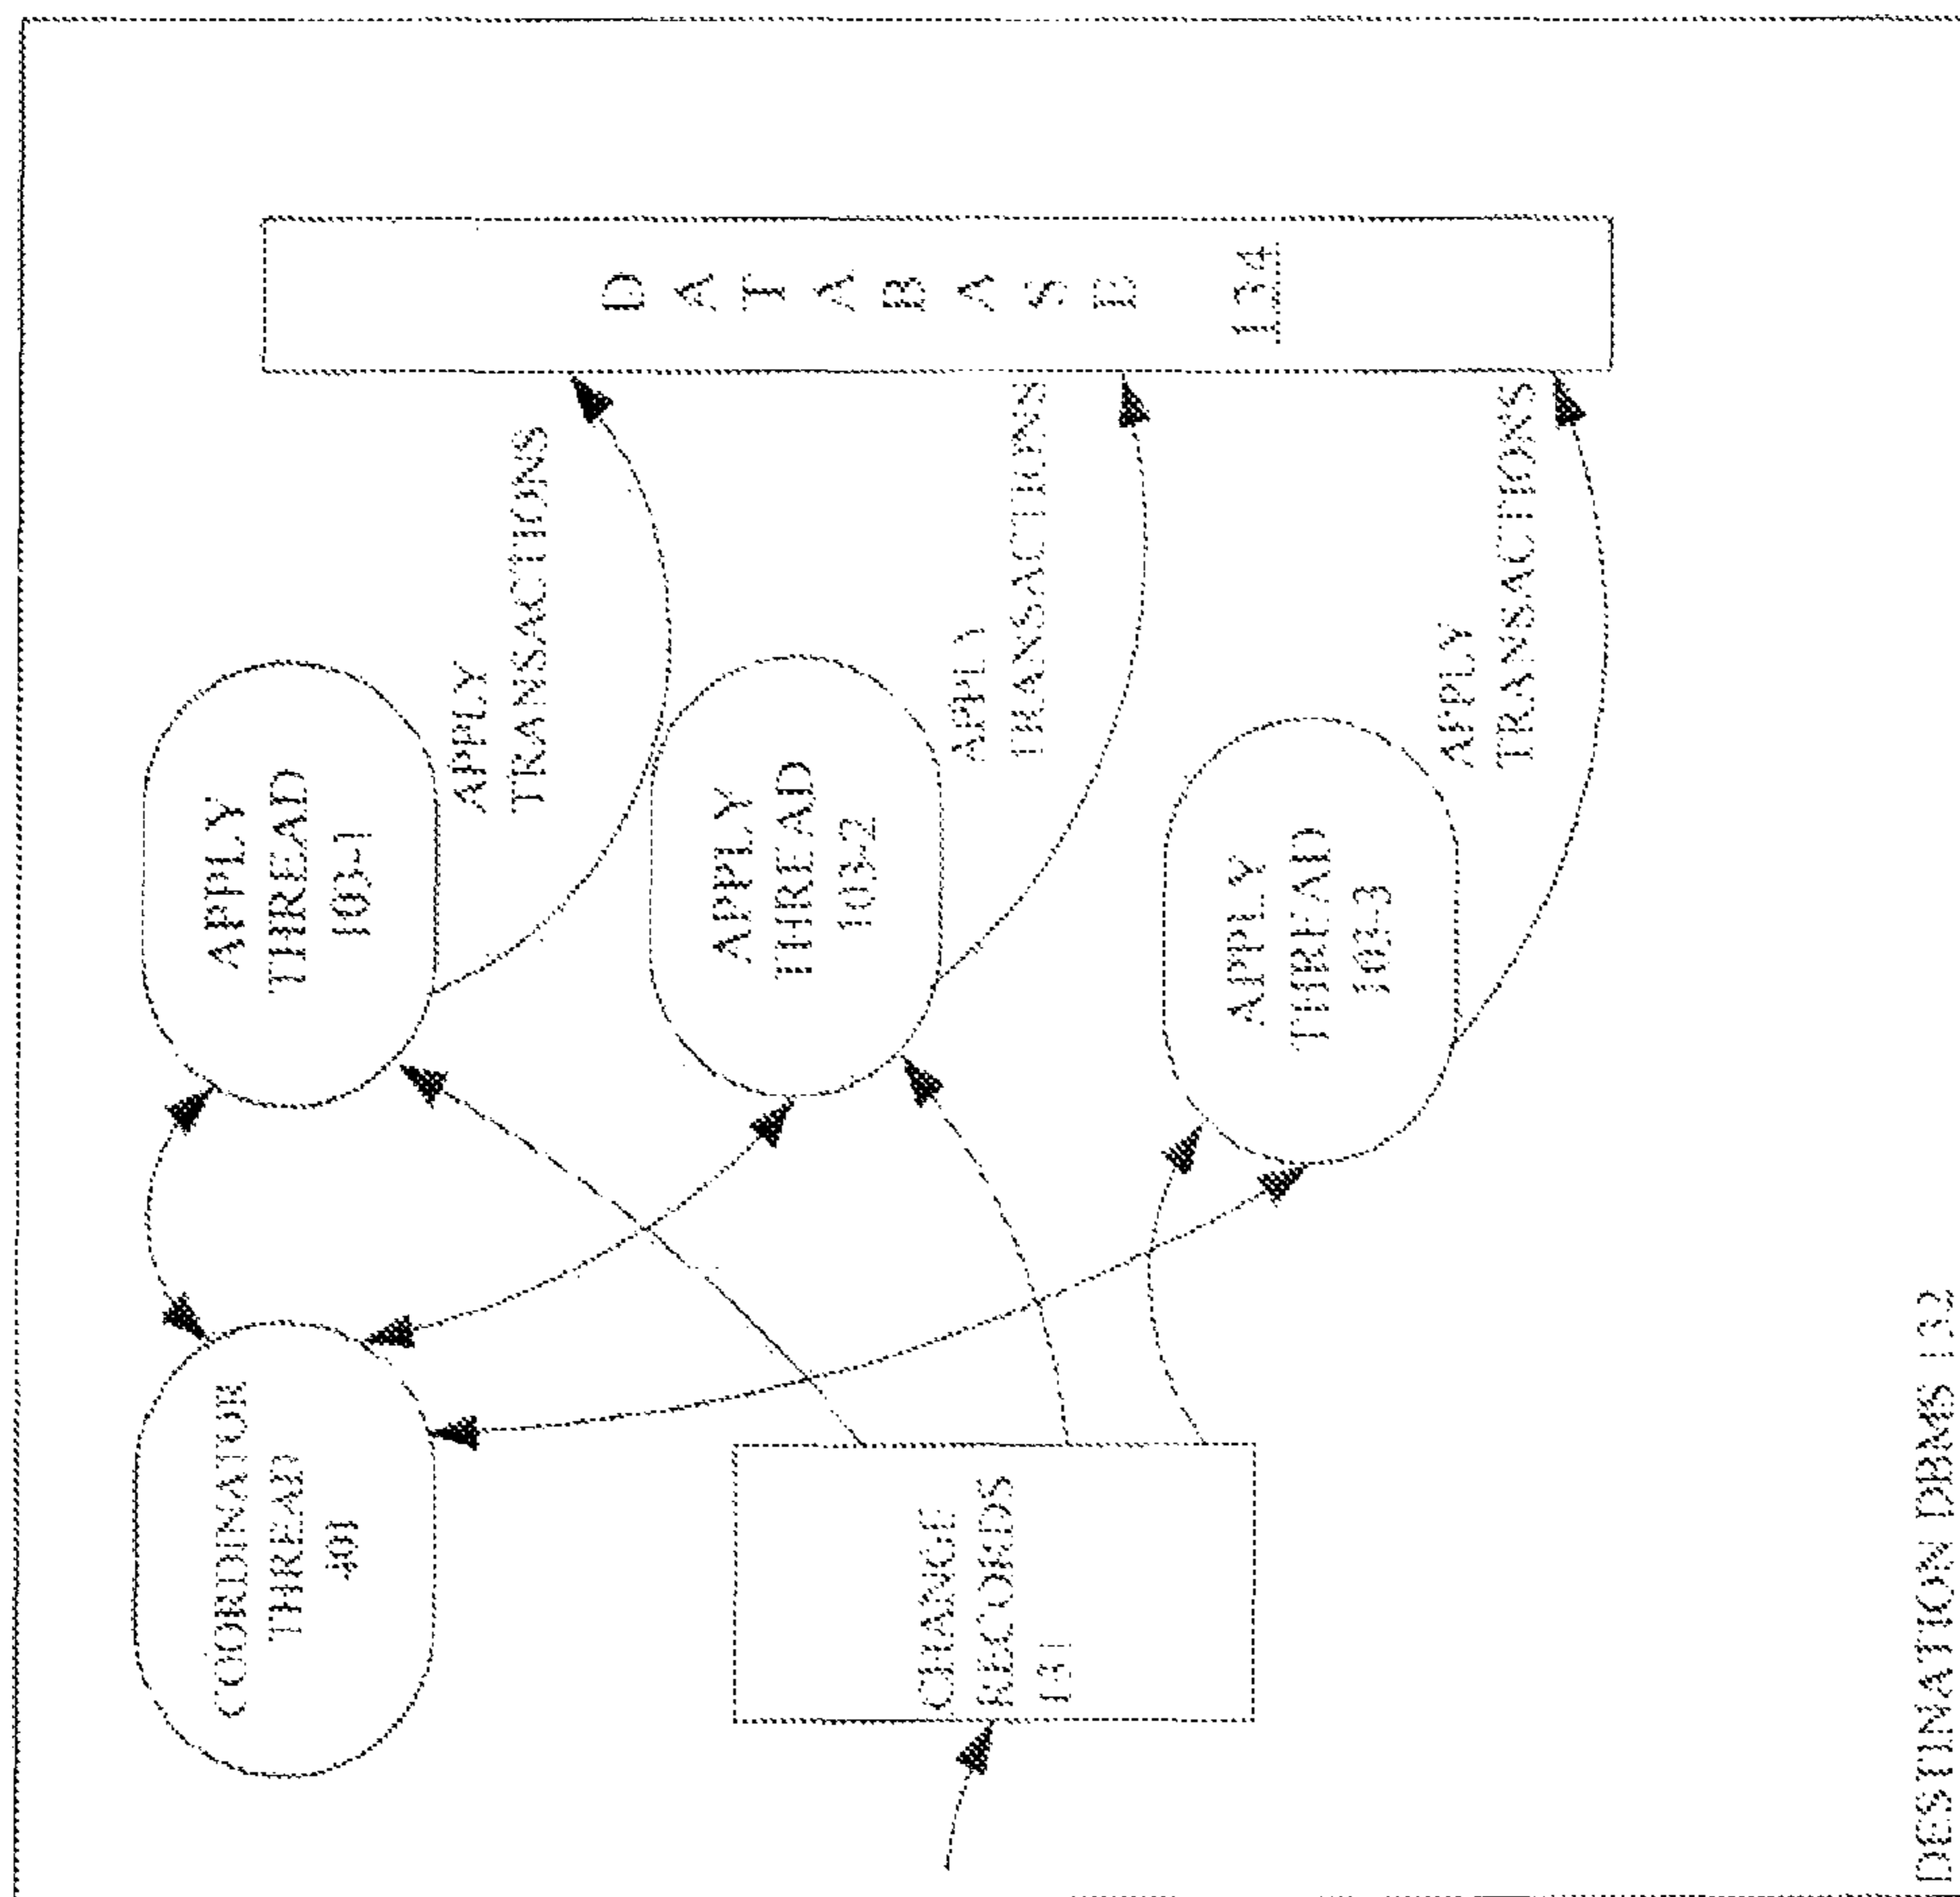 COORDINATOR
THREAD
401
APPLY
THREAD
103-1
APPLY
TRANSACTIONS
APPLY
THREAD
103-2
APPLY
TRANSACTIONS
APPLY
THREAD
103-3
APPLY
TRANSACTIONS
CHANGE
RECORDS
131
DATABASE 134
DESTINATION DBMS 132